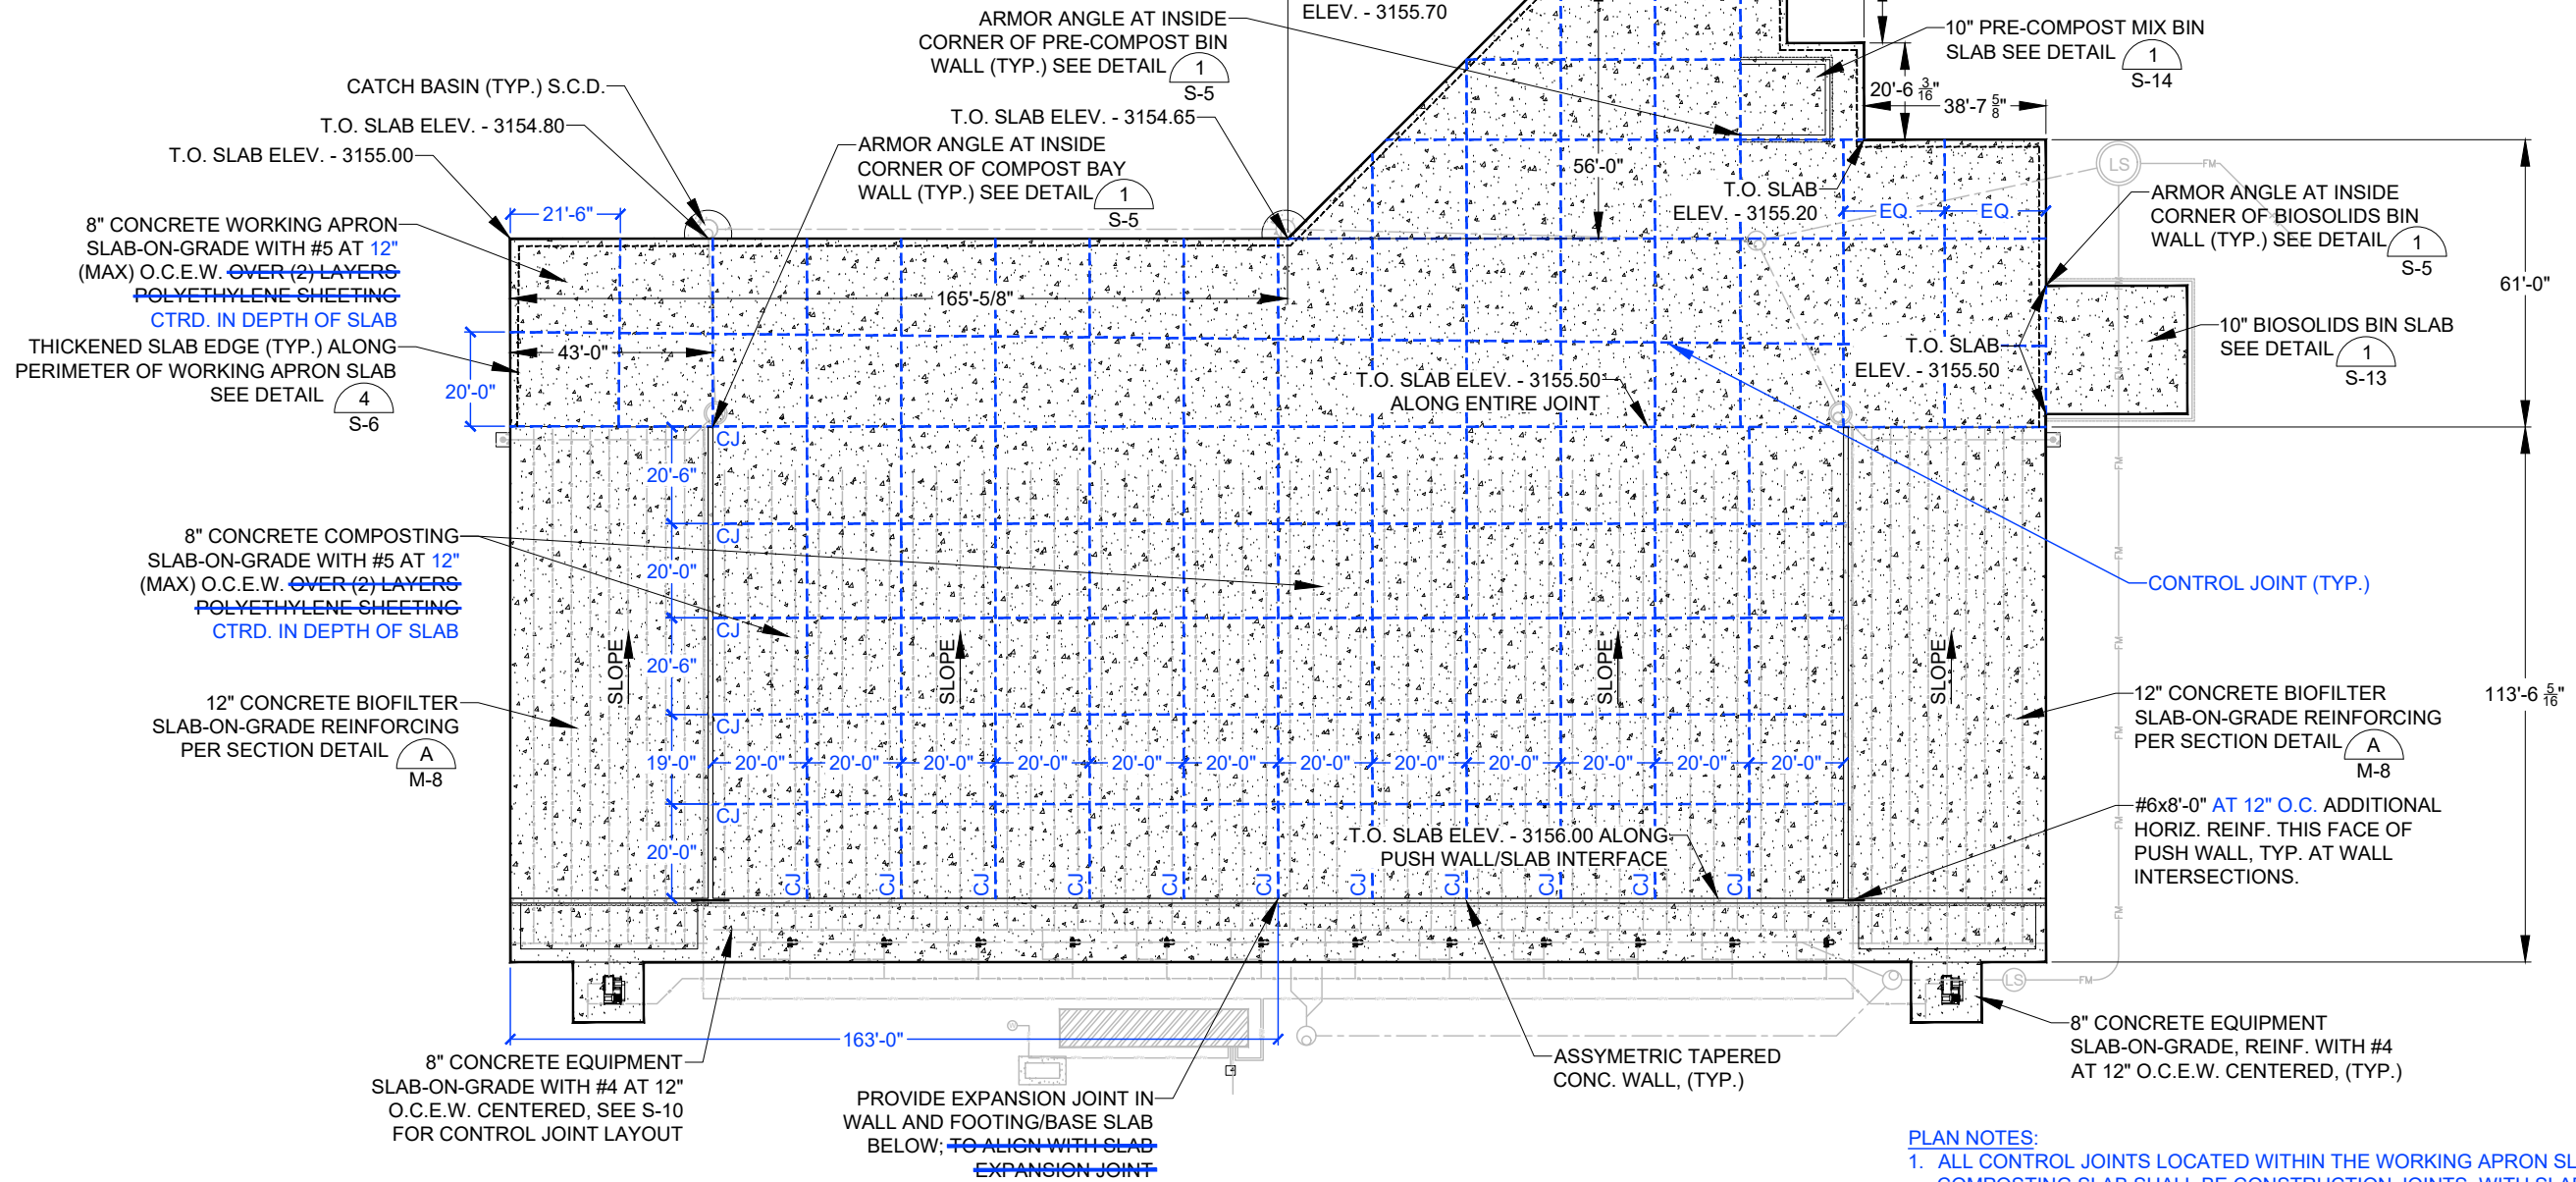 ARMOR ANGLE AT INSIDE
CORNER OF PRE-COMPOST BIN
WALL (TYP.) SEE DETAIL
1
S-5
ELEV. - 3155.70
10" PRE-COMPOST MIX BIN
SLAB SEE DETAIL
1
S-14
20'-6 3/16"
38'-7 5/8"
CATCH BASIN (TYP.) S.C.D.
T.O. SLAB ELEV. - 3154.80
T.O. SLAB ELEV. - 3155.00
T.O. SLAB ELEV. - 3154.65
ARMOR ANGLE AT INSIDE
CORNER OF COMPOST BAY
WALL (TYP.) SEE DETAIL
1
S-5
56'-0"
T.O. SLAB
ELEV. - 3155.20
EQ.
EQ.
LS
FM
ARMOR ANGLE AT INSIDE
CORNER OF BIOSOLIDS BIN
WALL (TYP.) SEE DETAIL
1
S-5
61'-0"
21'-6"
8" CONCRETE WORKING APRON
SLAB-ON-GRADE WITH #5 AT 12"
(MAX) O.C.E.W. OVER (2) LAYERS
POLYETHYLENE SHEETING
CTRD. IN DEPTH OF SLAB
165'-5/8"
THICKENED SLAB EDGE (TYP.) ALONG
PERIMETER OF WORKING APRON SLAB
SEE DETAIL
4
S-6
43'-0"
20'-0"
T.O. SLAB ELEV. - 3155.50
ALONG ENTIRE JOINT
T.O. SLAB
ELEV. - 3155.50
FM
10" BIOSOLIDS BIN SLAB
SEE DETAIL
1
S-13
CJ
20'-6"
FM
8" CONCRETE COMPOSTING
SLAB-ON-GRADE WITH #5 AT 12"
(MAX) O.C.E.W. OVER (2) LAYERS
POLYETHYLENE SHEETING
CTRD. IN DEPTH OF SLAB
CJ
20'-0"
FM
CONTROL JOINT (TYP.)
CJ
20'-6"
SLOPE
SLOPE
SLOPE
SLOPE
FM
12" CONCRETE BIOFILTER
SLAB-ON-GRADE REINFORCING
PER SECTION DETAIL
A
M-8
CJ
19'-0"
20'-0"
20'-0"
20'-0"
20'-0"
20'-0"
20'-0"
20'-0"
20'-0"
20'-0"
20'-0"
20'-0"
20'-0"
FM
12" CONCRETE BIOFILTER
SLAB-ON-GRADE REINFORCING
PER SECTION DETAIL
A
M-8
113'-6 5/16"
CJ
20'-0"
T.O. SLAB ELEV. - 3156.00 ALONG
PUSH WALL/SLAB INTERFACE
#6x8'-0" AT 12" O.C. ADDITIONAL
HORIZ. REINF. THIS FACE OF
PUSH WALL, TYP. AT WALL
INTERSECTIONS.
FM
CJ
CJ
CJ
CJ
CJ
CJ
CJ
CJ
CJ
CJ
CJ
FM
LS
FM
163'-0"
8" CONCRETE EQUIPMENT
SLAB-ON-GRADE WITH #4 AT 12"
O.C.E.W. CENTERED, SEE S-10
FOR CONTROL JOINT LAYOUT
PROVIDE EXPANSION JOINT IN
WALL AND FOOTING/BASE SLAB
BELOW; TO ALIGN WITH SLAB
EXPANSION JOINT
ASSYMETRIC TAPERED
CONC. WALL, (TYP.)
8" CONCRETE EQUIPMENT
SLAB-ON-GRADE, REINF. WITH #4
AT 12" O.C.E.W. CENTERED, (TYP.)
PLAN NOTES:
1. ALL CONTROL JOINTS LOCATED WITHIN THE WORKING APRON
COMPOSTING SLAB SHALL BE CONSTRUCTION JOINTS, WITH